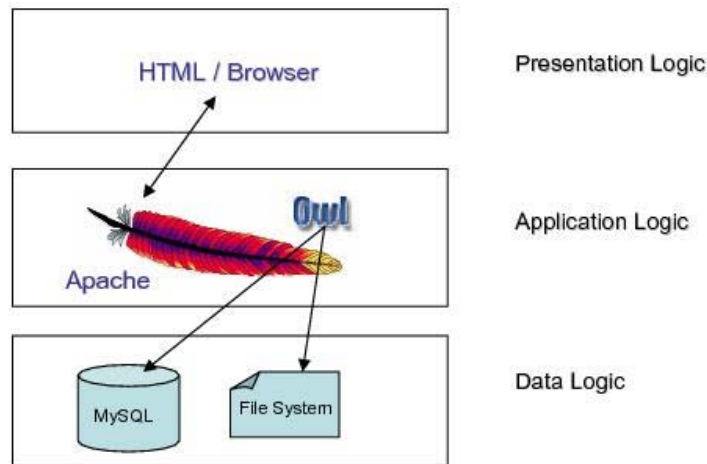 HTML / Browser
Presentation Logic
Owl
Apache
Application Logic
MySQL
File System
Data Logic